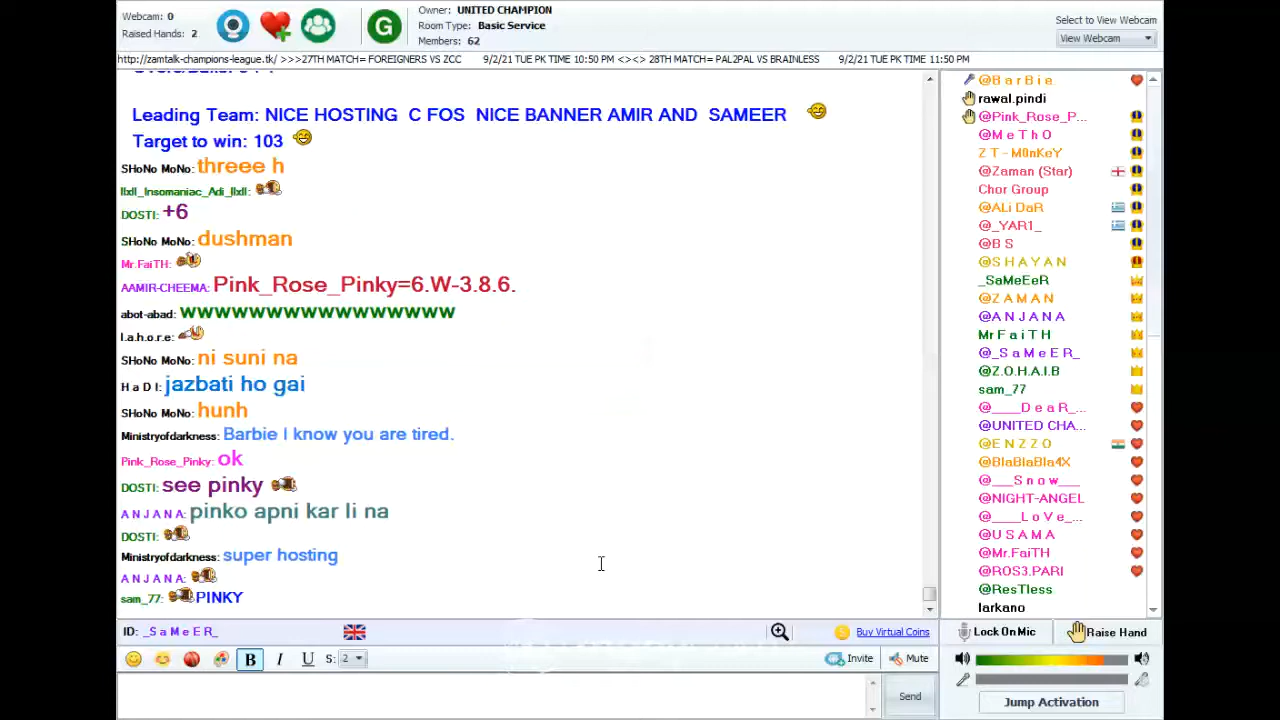 Webcam: 0
Raised Hands: 2
Owner: UNITED CHAMPION
Room Type: Basic Service
Members: 62
Select to View Webcam
View Webcam
http://zamtalk-champions-league.tk/ >>>27TH MATCH= FOREIGNERS VS ZCC 9/2/21 TUE PK TIME 10:50 PM <><> 28TH MATCH= PAL2PAL VS BRAINLESS 9/2/21 TUE PK TIME 11:50 PM
Leading Team: NICE HOSTING C FOS NICE BANNER AMIR AND SAMEER
Target to win: 103
SHoNo MoNo: threee h
IIxII_Insomaniac_Adi_IIxII:
DOSTI: +6
SHoNo MoNo: dushman
Mr.FaiTH:
AAMIR-CHEEMA: Pink_Rose_Pinky=6.W-3.8.6.
abot-abad: wwwwwwwwwwwwwwww
l.a.h.o.r.e:
SHoNo MoNo: ni suni na
H a D I: jazbati ho gai
SHoNo MoNo: hunh
Ministryofdarkness: Barbie I know you are tired.
Pink_Rose_Pinky: ok
DOSTI: see pinky
A N J A N A: pinko apni kar li na
DOSTI:
Ministryofdarkness: super hosting
A N J A N A:
sam_77: PINKY
@B a r B i e
rawal.pindi
@Pink_Rose_P...
@M e T h O
Z T - M0nKeY
@Zaman (Star)
Chor Group
@ALi DaR
@_YAR1_
@B S
@S H A Y A N
_SaMeEeR
@Z A M A N
@A N J A N A
Mr F a i T H
@_S a M e E R_
@Z.O.H.A.I.B
sam_77
@____D e a R_...
@UNITED CHA...
@E N Z Z O
@BlaBlaBla4X
@___S n o w___
@NIGHT-ANGEL
@____L o V e_...
@U S A M A
@Mr.FaiTH
@ROS3.PARI
@ResTless
larkano
ID: _S a M e E R_
Buy Virtual Coins
Lock On Mic
Raise Hand
B I U S: 2
Invite
Mute
Send
Jump Activation